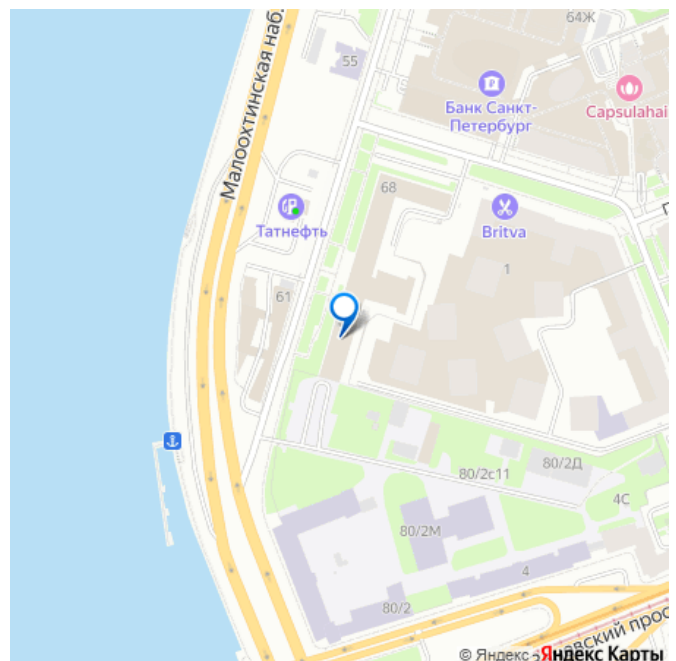 64Ж
Малоохтинская наб.
55
Банк Санкт-
Петербург
Capsulahai
68
Татнефть
Britva
1
61
80/2с11
80/2Д
4С
80/2М
4
80/2
© Яндекс
Яндекс Карты